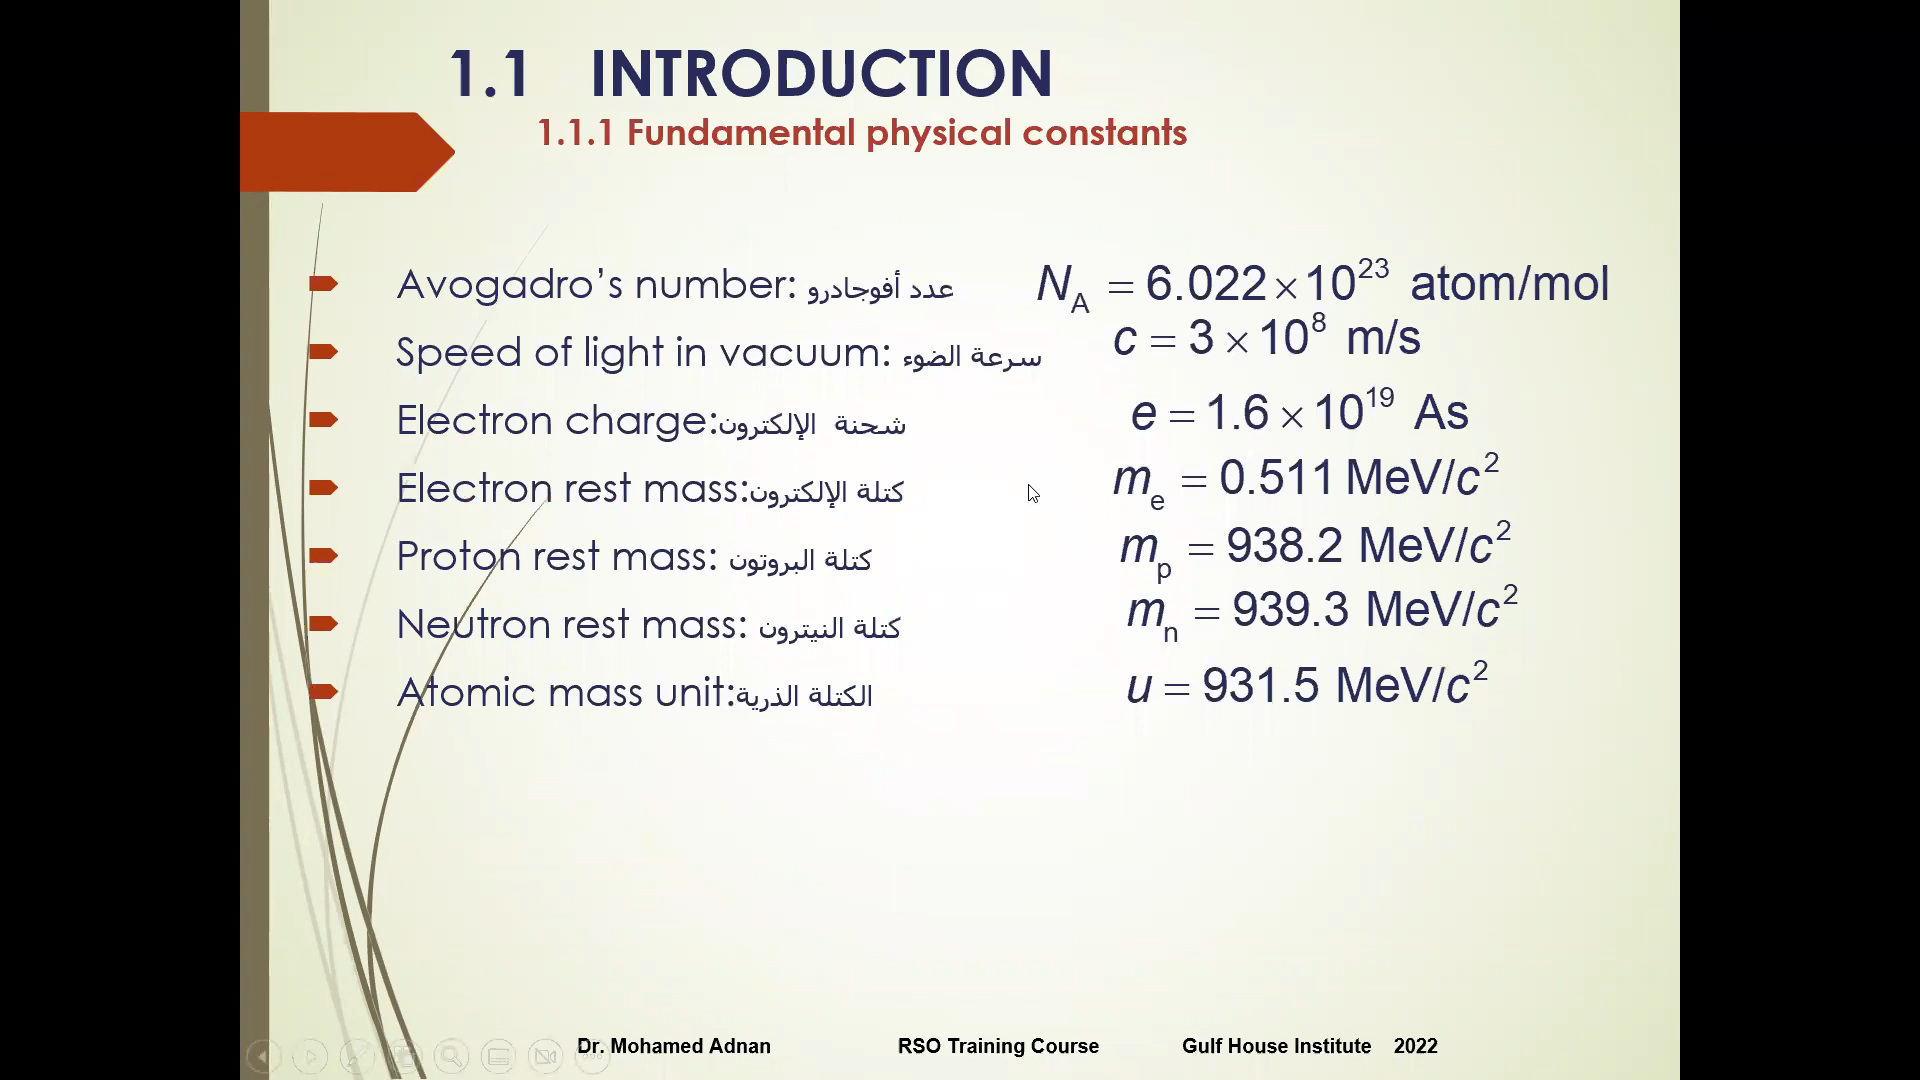 1.1 INTRODUCTION
1.1.1 Fundamental physical constants
Avogadro’s number: عدد أفوجادرو N_A = 6.022 × 10^23 atom/mol
Speed of light in vacuum: سرعة الضوء c = 3 × 10^8 m/s
Electron charge: شحنة الإلكترون e = 1.6 × 10^19 As
Electron rest mass: كتلة الإلكترون m_e = 0.511 MeV/c^2
Proton rest mass: كتلة البروتون m_p = 938.2 MeV/c^2
Neutron rest mass: كتلة النيترون m_n = 939.3 MeV/c^2
Atomic mass unit: الكتلة الذرية u = 931.5 MeV/c^2
Dr. Mohamed Adnan RSO Training Course Gulf House Institute 2022